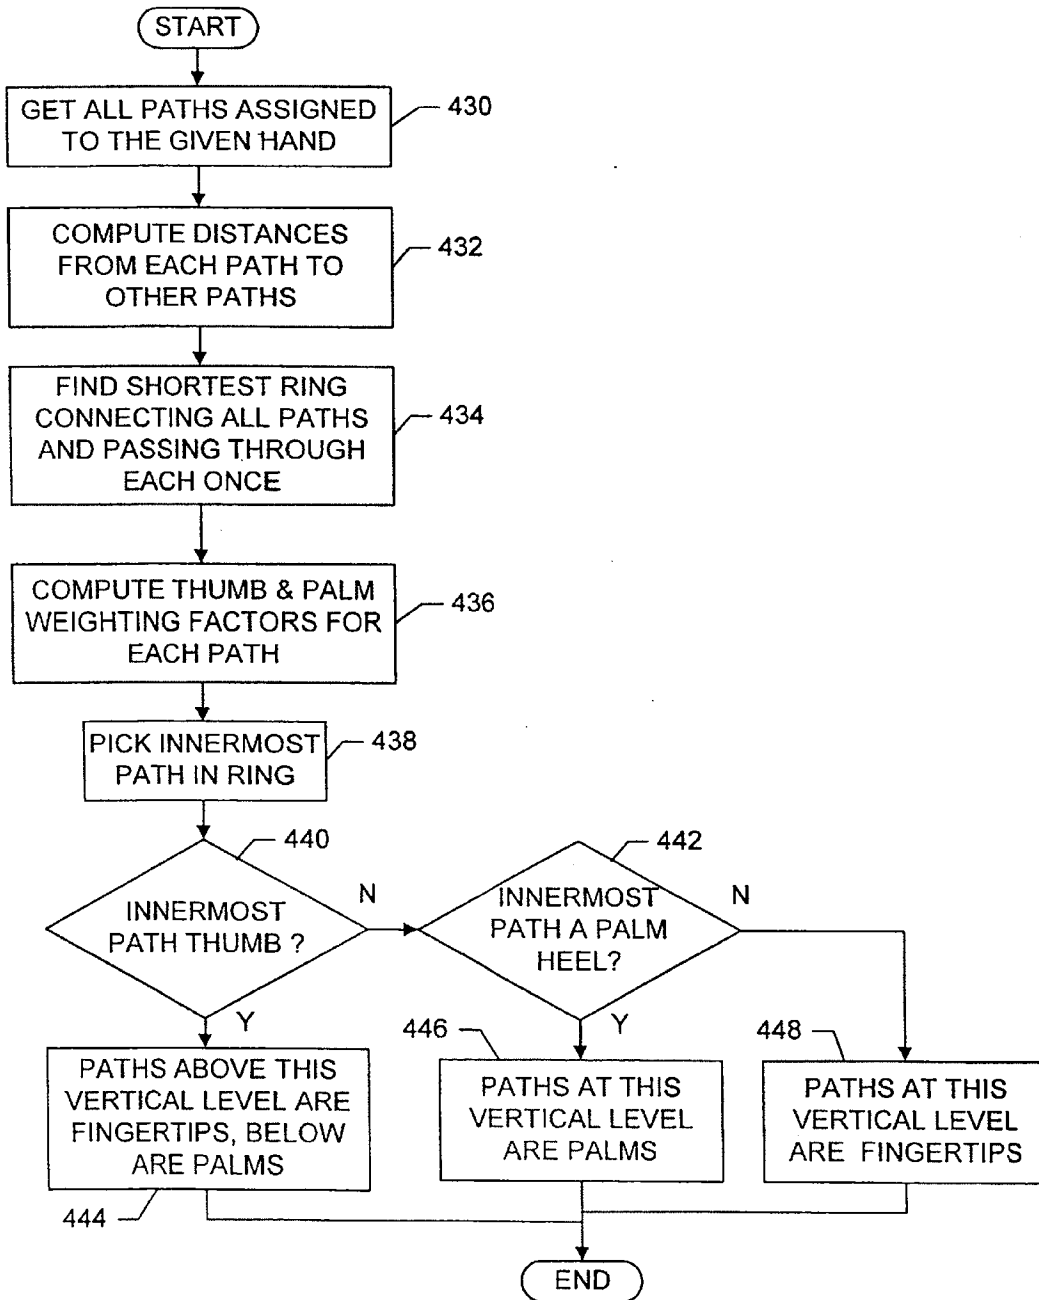 START
GET ALL PATHS ASSIGNED
TO THE GIVEN HAND
430
COMPUTE DISTANCES
FROM EACH PATH TO
OTHER PATHS
432
FIND SHORTEST RING
CONNECTING ALL PATHS
AND PASSING THROUGH
EACH ONCE
434
COMPUTE THUMB & PALM
WEIGHTING FACTORS FOR
EACH PATH
436
PICK INNERMOST
PATH IN RING
438
440
INNERMOST
PATH THUMB ?
N
Y
442
INNERMOST
PATH A PALM
HEEL?
N
Y
PATHS ABOVE THIS
VERTICAL LEVEL ARE
FINGERTIPS, BELOW
ARE PALMS
444
446
PATHS AT THIS
VERTICAL LEVEL
ARE PALMS
448
PATHS AT THIS
VERTICAL LEVEL
ARE FINGERTIPS
END